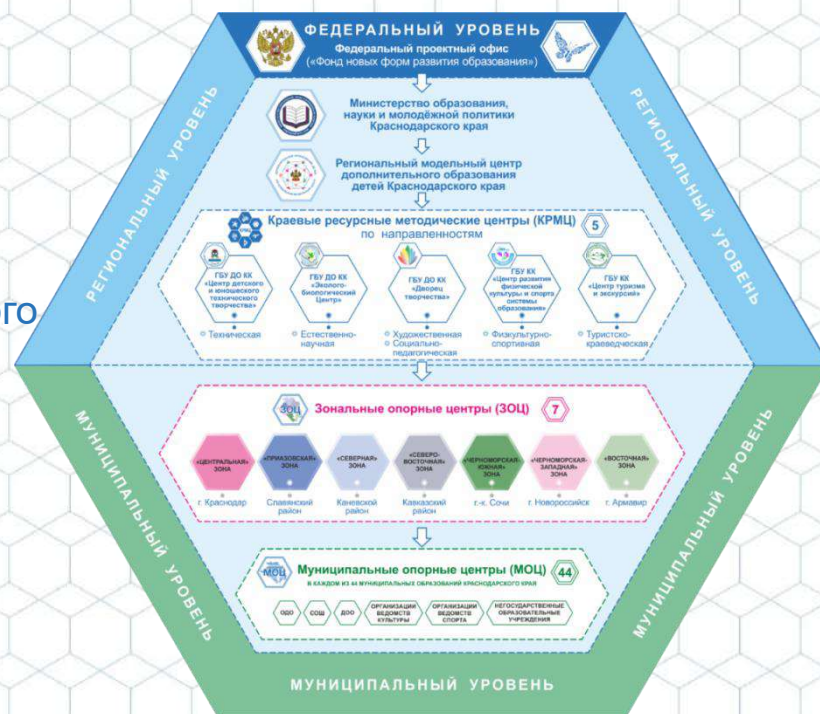 ФЕДЕРАЛЬНЫЙ УРОВЕНЬ
Федеральный проектный офис
(«Фонд новых форм развития образования»)
РЕГИОНАЛЬНЫЙ УРОВЕНЬ
РЕГИОНАЛЬНЫЙ УРОВЕНЬ
Министерство образования,
науки и молодёжной политики
Краснодарского края
Региональный модельный центр
дополнительного образования
детей Краснодарского края
Краевые ресурсные методические центры (КРМЦ)
5
по направленностям
ГБУ ДО КК
«Центр детского
и юношеского
технического
творчества»
Техническая
ГБУ ДО КК
«Эколого-
биологический
Центр»
Естественно-
научная
ГБУ ДО КК
«Дворец
творчества»
Художественная
Социально-
педагогическая
ГБУ КК
«Центр развития
физической
культуры и спорта
системы
образования»
Физкультурно-
спортивная
ГБУ КК
«Центр туризма
и экскурсий»
Туристско-
краеведческая
ого
МУНИЦИПАЛЬНЫЙ УРОВЕНЬ
МУНИЦИПАЛЬНЫЙ УРОВЕНЬ
ЗОЦ
Зональные опорные центры (ЗОЦ)
7
«ЦЕНТРАЛЬНАЯ»
ЗОНА
г. Краснодар
«ПРИАЗОВСКАЯ»
ЗОНА
Славянский
район
«СЕВЕРНАЯ»
ЗОНА
Каневской
район
«СЕВЕРО-
ВОСТОЧНАЯ»
ЗОНА
Кавказский
район
«ЧЕРНОМОРСКАЯ-
ЮЖНАЯ»
ЗОНА
г.-к. Сочи
«ЧЕРНОМОРСКАЯ-
ЗАПАДНАЯ»
ЗОНА
г. Новороссийск
«ВОСТОЧНАЯ»
ЗОНА
г. Армавир
МОЦ
Муниципальные опорные центры (МОЦ)
44
В КАЖДОМ ИЗ 44 МУНИЦИПАЛЬНЫХ ОБРАЗОВАНИЙ КРАСНОДАРСКОГО КРАЯ
ОДО
СОШ
ДОО
ОРГАНИЗАЦИИ
ВЕДОМСТВ
КУЛЬТУРЫ
ОРГАНИЗАЦИИ
ВЕДОМСТВ
СПОРТА
НЕГОСУДАРСТВЕННЫЕ
ОБРАЗОВАТЕЛЬНЫЕ
УЧРЕЖДЕНИЯ
МУНИЦИПАЛЬНЫЙ УРОВЕНЬ